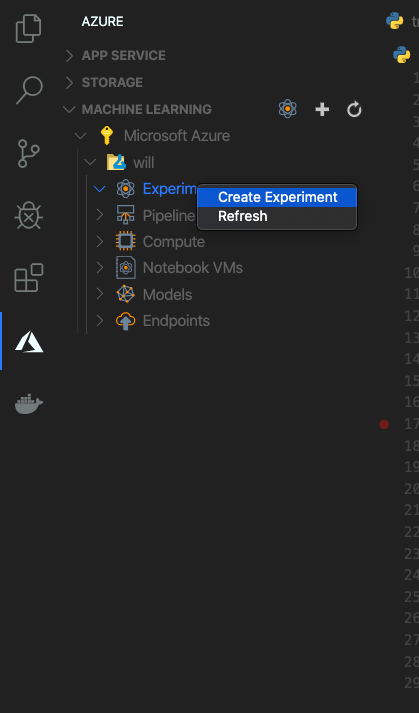 AZURE
APP SERVICE
STORAGE
MACHINE LEARNING
Microsoft Azure
will
Experim
Create Experiment
Refresh
Pipeline
Compute
Notebook VMs
Models
Endpoints
1
2
3
4
5
6
7
8
9
10
11
12
13
14
15
16
17
18
19
20
21
22
23
24
25
26
27
28
29